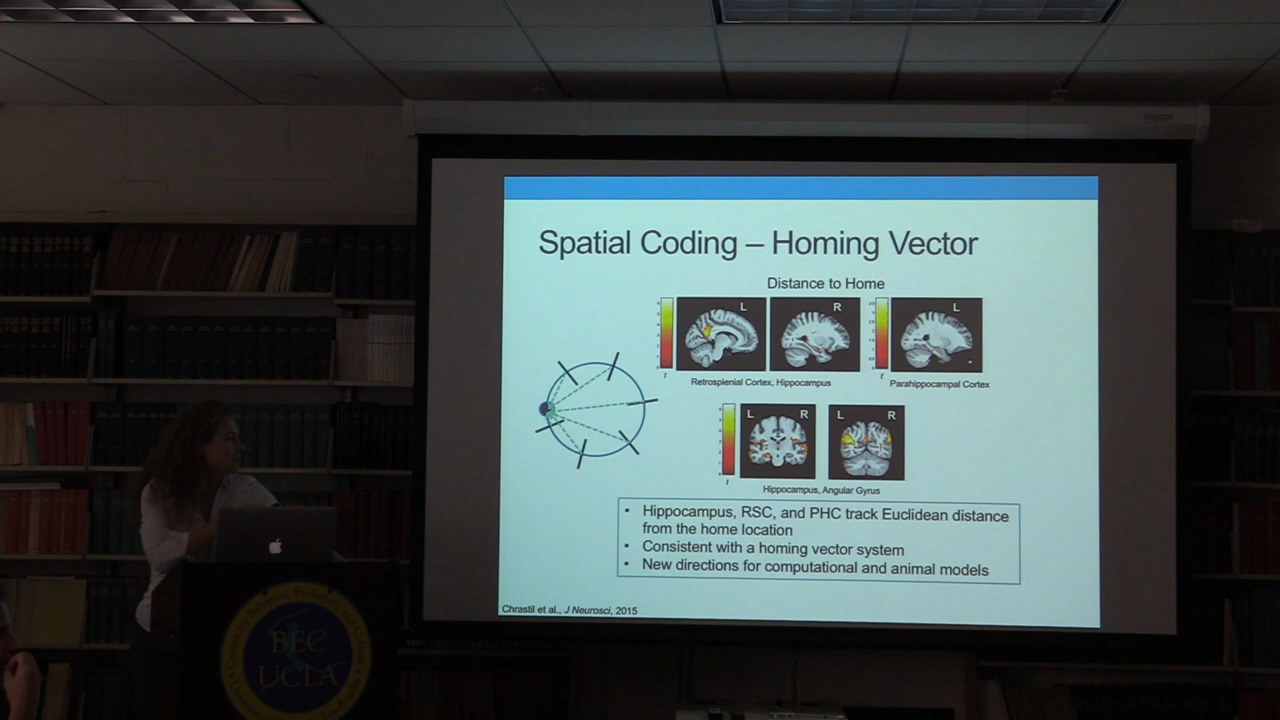 Spatial Coding – Homing Vector
Distance to Home
L
R
L
t
t
Retrosplenial Cortex, Hippocampus
Parahippocampal Cortex
L R
L R
t
Hippocampus, Angular Gyrus
• Hippocampus, RSC, and PHC track Euclidean distance
from the home location
• Consistent with a homing vector system
• New directions for computational and animal models
Chrastil et al., J Neurosci, 2015
BEC
UCLA